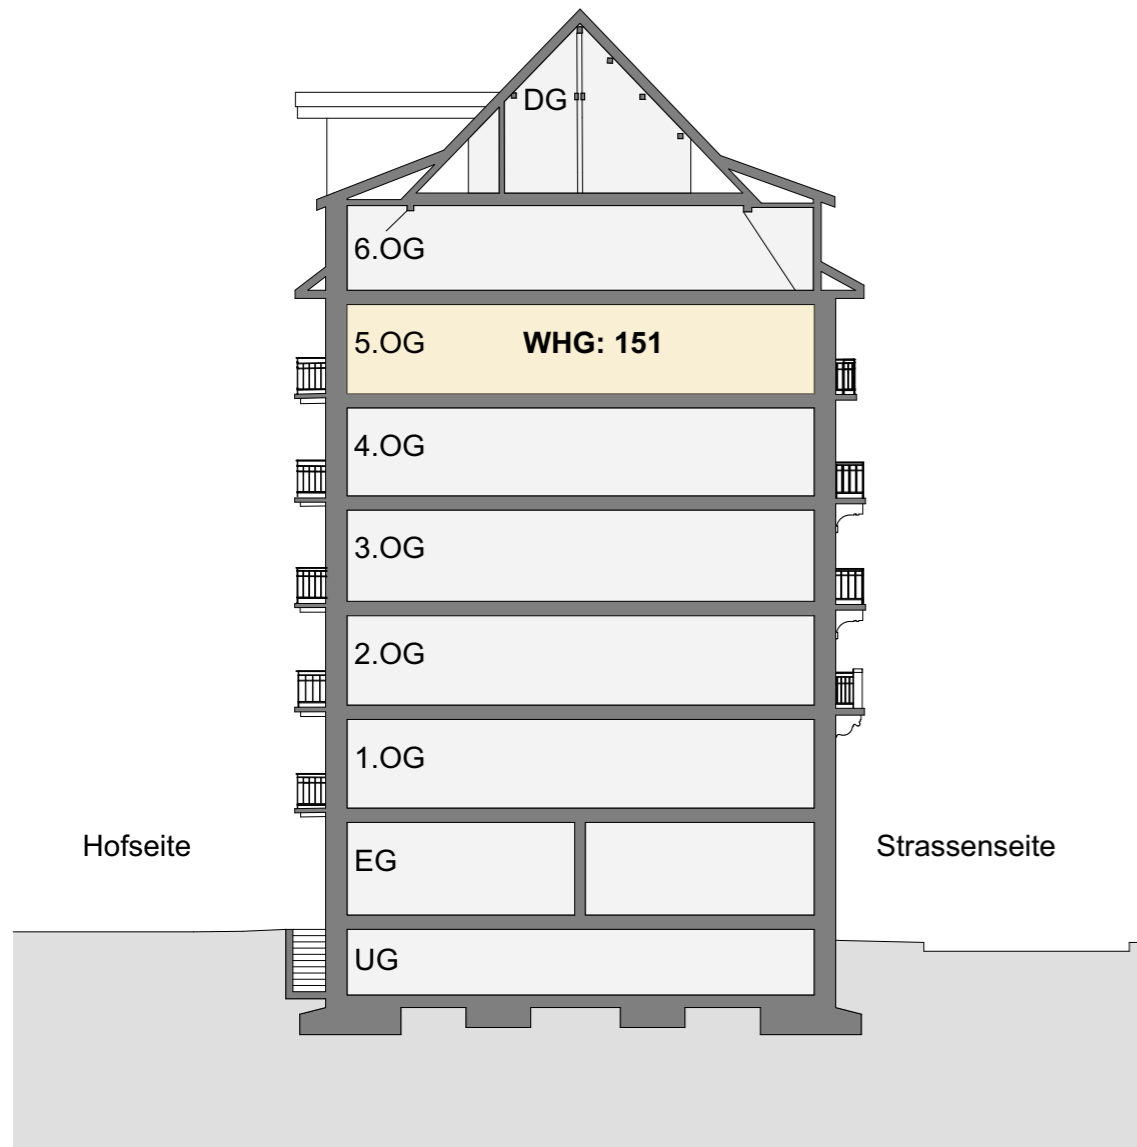 DG
6.OG
5.OG WHG: 151
4.OG
3.OG
2.OG
1.OG
Hofseite
Strassenseite
EG
UG